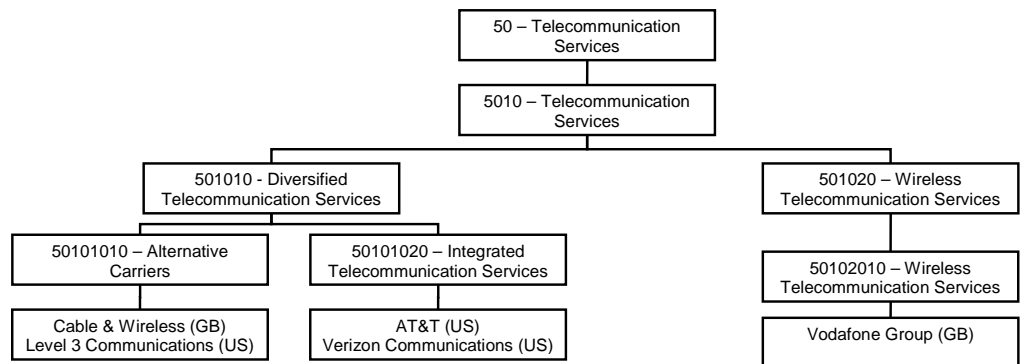 50 – Telecommunication
Services
5010 – Telecommunication
Services
501010 - Diversified
Telecommunication Services
501020 – Wireless
Telecommunication Services
50101010 – Alternative
Carriers
50101020 – Integrated
Telecommunication Services
50102010 – Wireless
Telecommunication Services
Cable & Wireless (GB)
Level 3 Communications (US)
AT&T (US)
Verizon Communications (US)
Vodafone Group (GB)